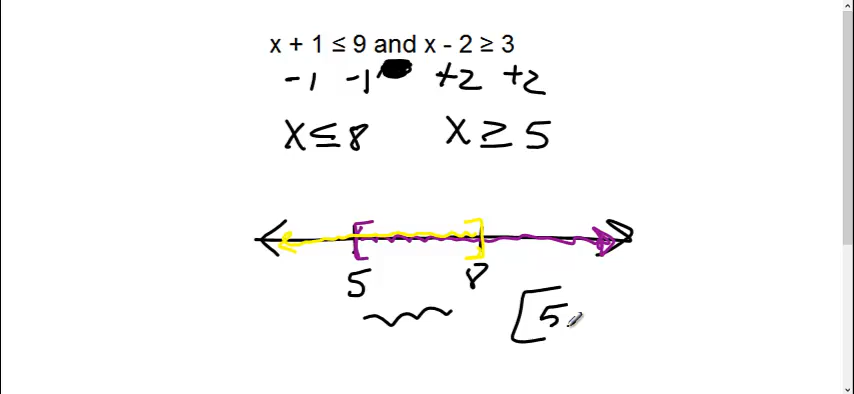 x + 1 ≤ 9 and x - 2 ≥ 3
-1 -1 +2 +2
x ≤ 8 x ≥ 5
[ ]
5 8
[5,